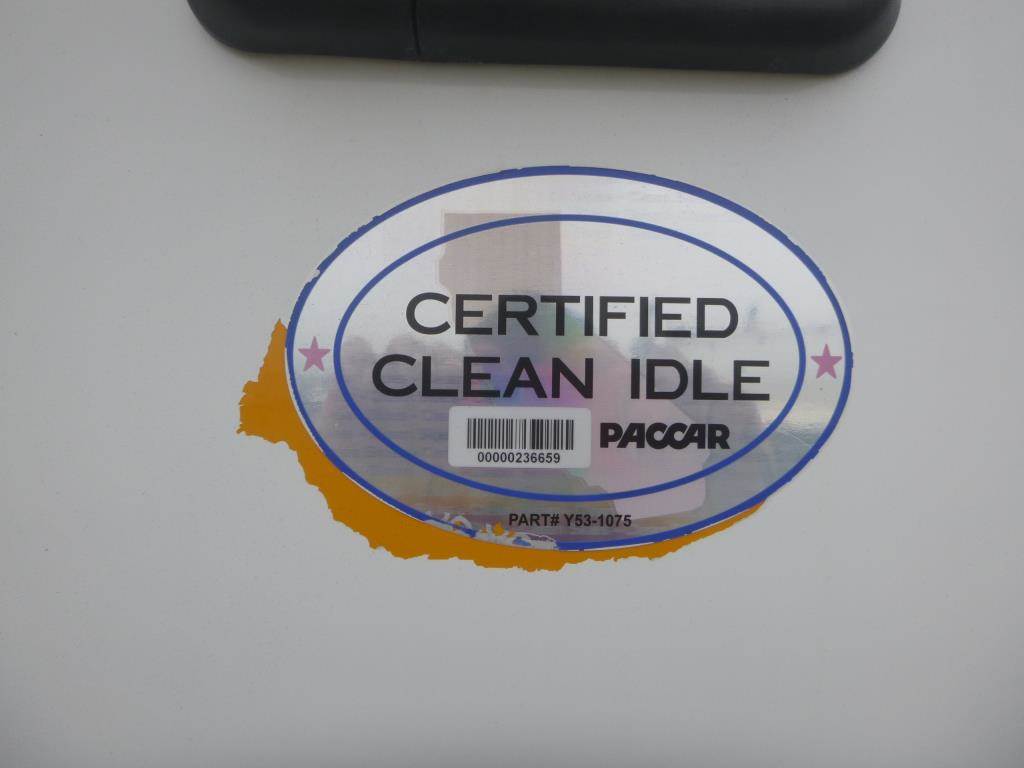 CERTIFIED
CLEAN IDLE
00000236659
PACCAR
PART# Y53-1075